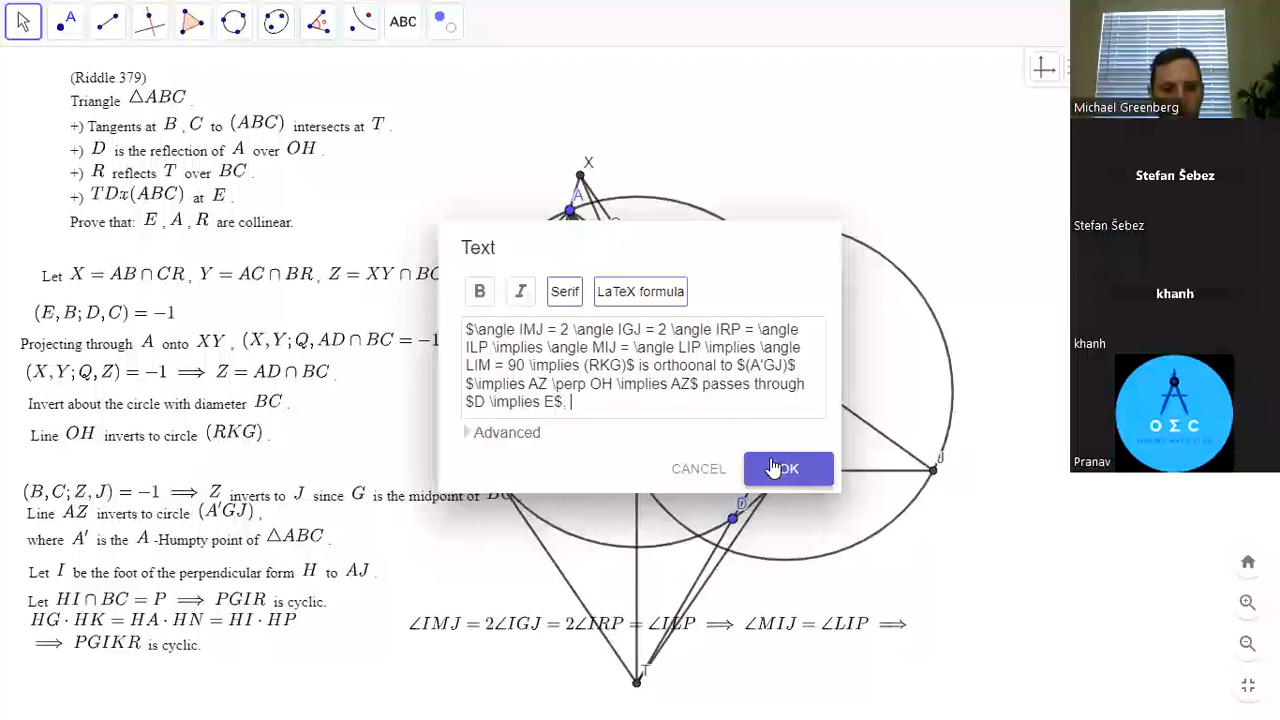 ABC
(Riddle 379)
Triangle △ABC .
+) Tangents at B , C to (ABC) intersects at T .
+) D is the reflection of A over OH .
+) R reflects T over BC .
+) TDx(ABC) at E .
Prove that: E , A , R are collinear.
Let X = AB ∩ CR , Y = AC ∩ BR , Z = XY ∩ BC
(E, B; D, C) = −1
Projecting through A onto XY , (X, Y; Q, AD ∩ BC = −1
(X, Y; Q, Z) = −1 ⟹ Z = AD ∩ BC .
Invert about the circle with diameter BC .
Line OH inverts to circle (RKG) .
(B, C; Z, J) = −1 ⟹ Z inverts to J since G is the midpoint of BC .
Line AZ inverts to circle (A′GJ) ,
where A′ is the A -Humpty point of △ABC .
Let I be the foot of the perpendicular form H to AJ .
Let HI ∩ BC = P ⟹ PGIR is cyclic.
HG · HK = HA · HN = HI · HP
⟹ PGIKR is cyclic.
∠IMJ = 2∠IGJ = 2∠IRP = ∠ILP ⟹ ∠MIJ = ∠LIP ⟹
X
A
J
D
T
Text
B
I
Serif
LaTeX formula
$\angle IMJ = 2 \angle IGJ = 2 \angle IRP = \angle
ILP \implies \angle MIJ = \angle LIP \implies \angle
LIM = 90 \implies (RKG)$ is orthoonal to $(A'GJ)$
$\implies AZ \perp OH \implies AZ$ passes through
$D \implies E$,
Advanced
CANCEL
OK
Michael Greenberg
Stefan Šebez
Stefan Šebez
khanh
khanh
O Σ C
Pranav